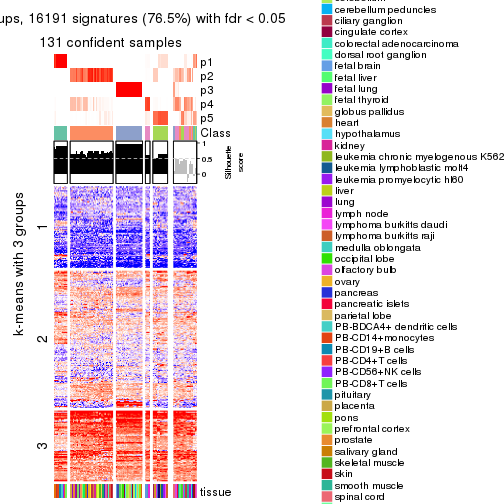 ups, 16191 signatures (76.5%) with fdr < 0.05
131 confident samples
p1
p2
p3
p4
p5
Class
1
0.5
0
Silhouette
score
k-means with 3 groups
1
2
3
tissue
cerebellum peduncles
ciliary ganglion
cingulate cortex
colorectal adenocarcinoma
dorsal root ganglion
fetal brain
fetal liver
fetal lung
fetal thyroid
globus pallidus
heart
hypothalamus
kidney
leukemia chronic myelogenous K562
leukemia lymphoblastic molt4
leukemia promyelocytic hl60
liver
lung
lymph node
lymphoma burkitts daudi
lymphoma burkitts raji
medulla oblongata
occipital lobe
olfactory bulb
ovary
pancreas
pancreatic islets
parietal lobe
PB-BDCA4+ dendritic cells
PB-CD14+monocytes
PB-CD19+B cells
PB-CD4+T cells
PB-CD56+NK cells
PB-CD8+T cells
pituitary
placenta
pons
prefrontal cortex
prostate
salivary gland
skeletal muscle
skin
smooth muscle
spinal cord